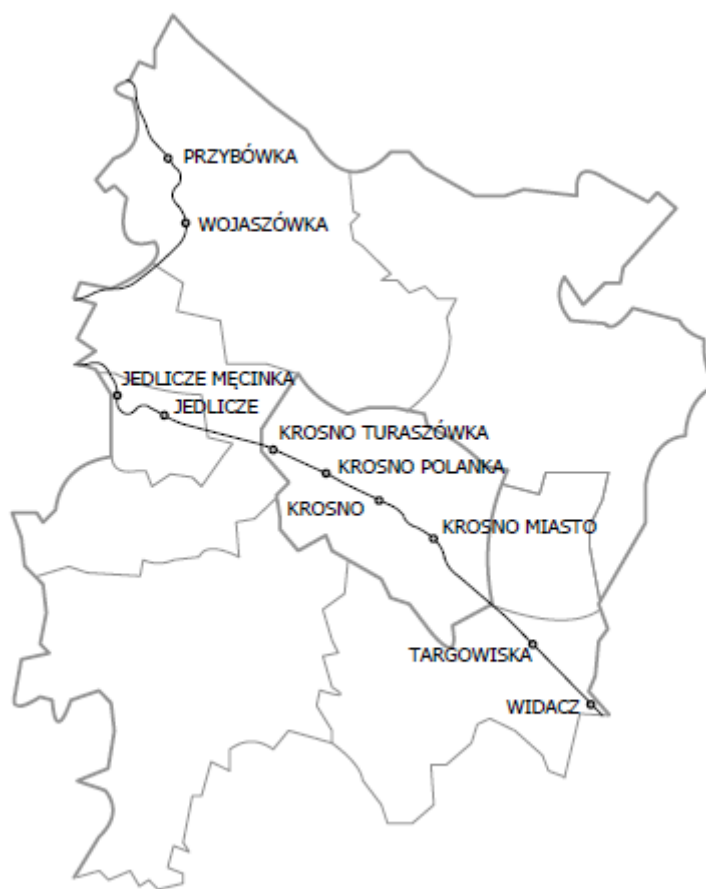 PRZYBÓWKA
WOJASZÓWKA
JEDLICZE MĘCINKA
JEDLICZE
KROSNO TURASZÓWKA
KROSNO POLANKA
KROSNO
KROSNO MIASTO
TARGOWISKA
WIDACZ